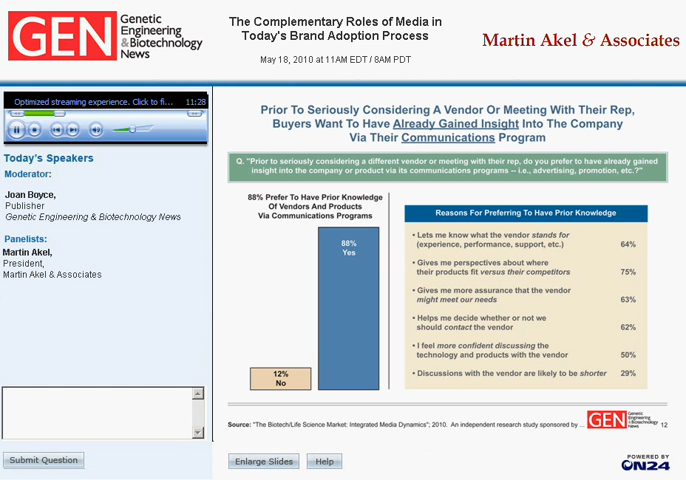 GEN Genetic
Engineering
&Biotechnology
News
The Complementary Roles of Media in
Today's Brand Adoption Process
May 18, 2010 at 11AM EDT / 8AM PDT
Martin Akel & Associates
Optimized streaming experience. Click to fi... 11:28
Today's Speakers
Moderator:
Joan Boyce,
Publisher
Genetic Engineering & Biotechnology News
Panelists:
Martin Akel,
President,
Martin Akel & Associates
Submit Question
Prior To Seriously Considering A Vendor Or Meeting With Their Rep,
Buyers Want To Have Already Gained Insight Into The Company
Via Their Communications Program
Q. "Prior to seriously considering a different vendor or meeting with their rep, do you prefer to have already gained
insight into the company or product via its communications programs -- i.e., advertising, promotion, etc.?"
88% Prefer To Have Prior Knowledge
Of Vendors And Products
Via Communications Programs
88%
Yes
12%
No
Reasons For Preferring To Have Prior Knowledge
• Lets me know what the vendor stands for
(experience, performance, support, etc.) 64%
• Gives me perspectives about where
their products fit versus their competitors 75%
• Gives me more assurance that the vendor
might meet our needs 63%
• Helps me decide whether or not we
should contact the vendor 62%
• I feel more confident discussing the
technology and products with the vendor 50%
• Discussions with the vendor are likely to be shorter 29%
Source: "The Biotech/Life Science Market: Integrated Media Dynamics"; 2010. An independent research study sponsored by ...
GEN Genetic
Engineering
&Biotechnology
News
12
Enlarge Slides
Help
POWERED BY
ON24